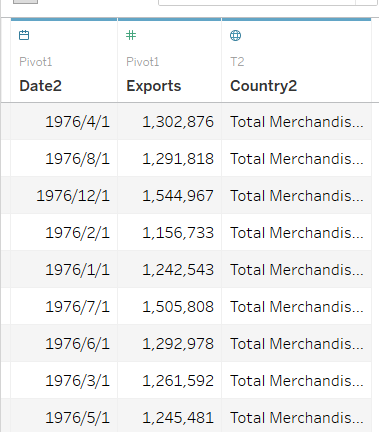 Pivot1 Pivot1 T2
Date2 Exports Country2
1976/4/1 1,302,876 Total Merchandis...
1976/8/1 1,291,818 Total Merchandis...
1976/12/1 1,544,967 Total Merchandis...
1976/2/1 1,156,733 Total Merchandis...
1976/1/1 1,242,543 Total Merchandis...
1976/7/1 1,505,808 Total Merchandis...
1976/6/1 1,292,978 Total Merchandis...
1976/3/1 1,261,592 Total Merchandis...
1976/5/1 1,245,481 Total Merchandis...